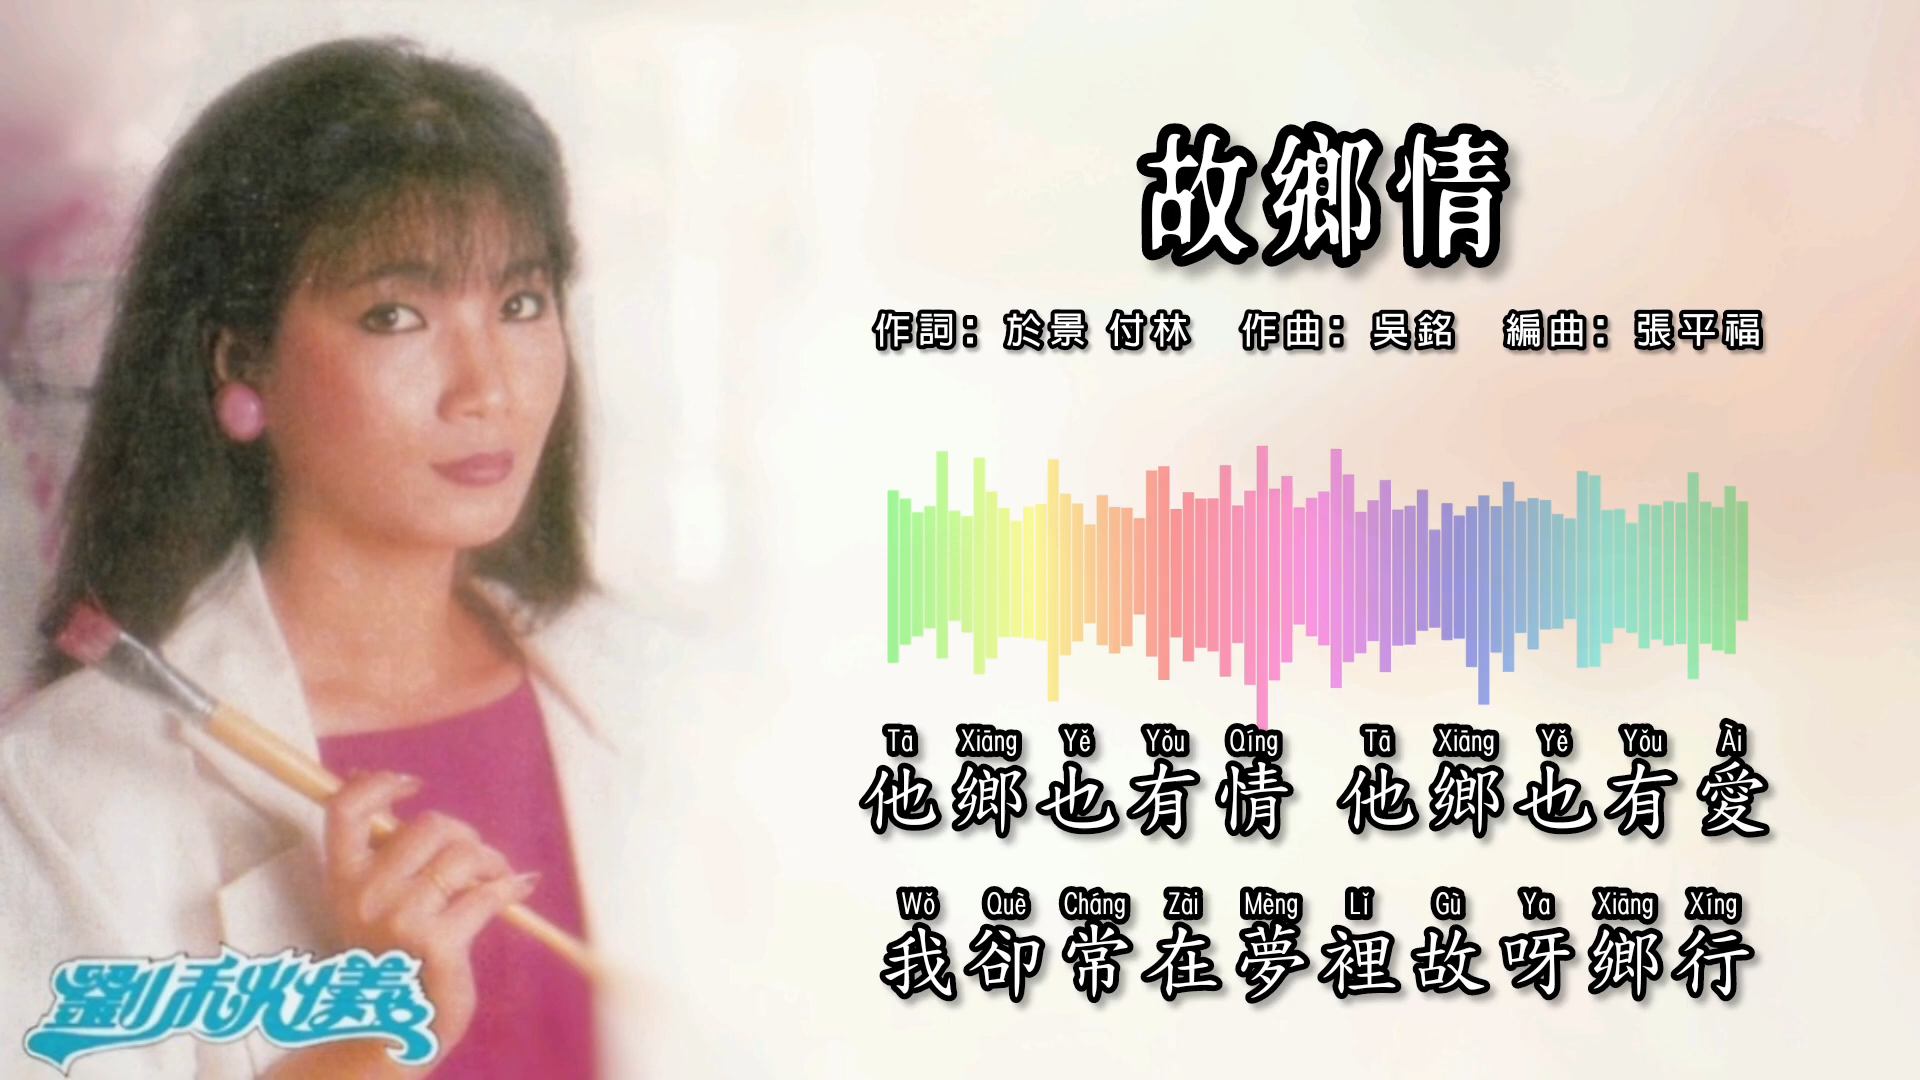 故鄉情
作詞：於景 付林 作曲：吳銘 編曲：張平福
Tā Xiāng Yě Yǒu Qíng Tā Xiāng Yě Yǒu Ài
他鄉也有情 他鄉也有愛
Wǒ Què Cháng Zài Mèng Lǐ Gù Ya Xiāng Xíng
我卻常在夢裡故呀鄉行
劉秋儀